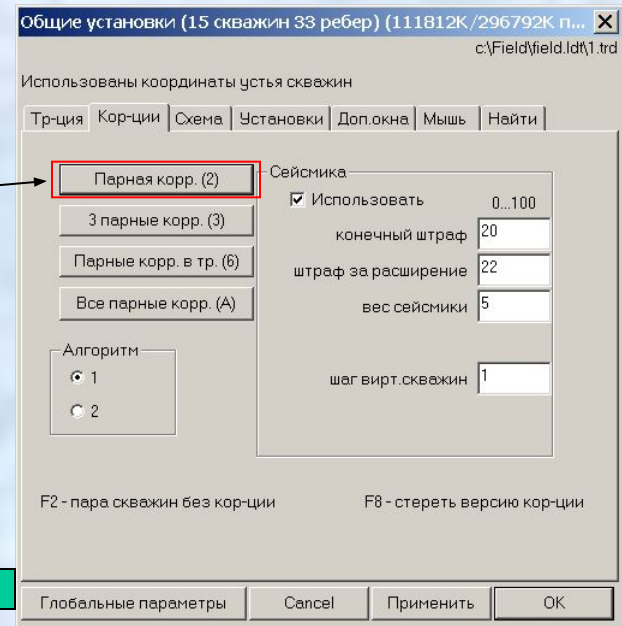 Общие установки (15 скважин 33 ребер) (111812K/296792K п...
c:\Field\field.ldt\1.trd
Использованы координаты устья скважин
Тр-ция Кор-ции Схема Установки Доп.окна Мышь Найти
Парная корр. (2)
3 парные корр. (3)
Парные корр. в тр. (6)
Все парные корр. (А)
Алгоритм
1
2
Сейсмика
Использовать 0...100
конечный штраф 20
штраф за расширение 22
вес сейсмики 5
шаг вирт.скважин 1
F2 - пара скважин без кор-ции F8 - стереть версию кор-ции
Глобальные параметры Cancel Применить OK